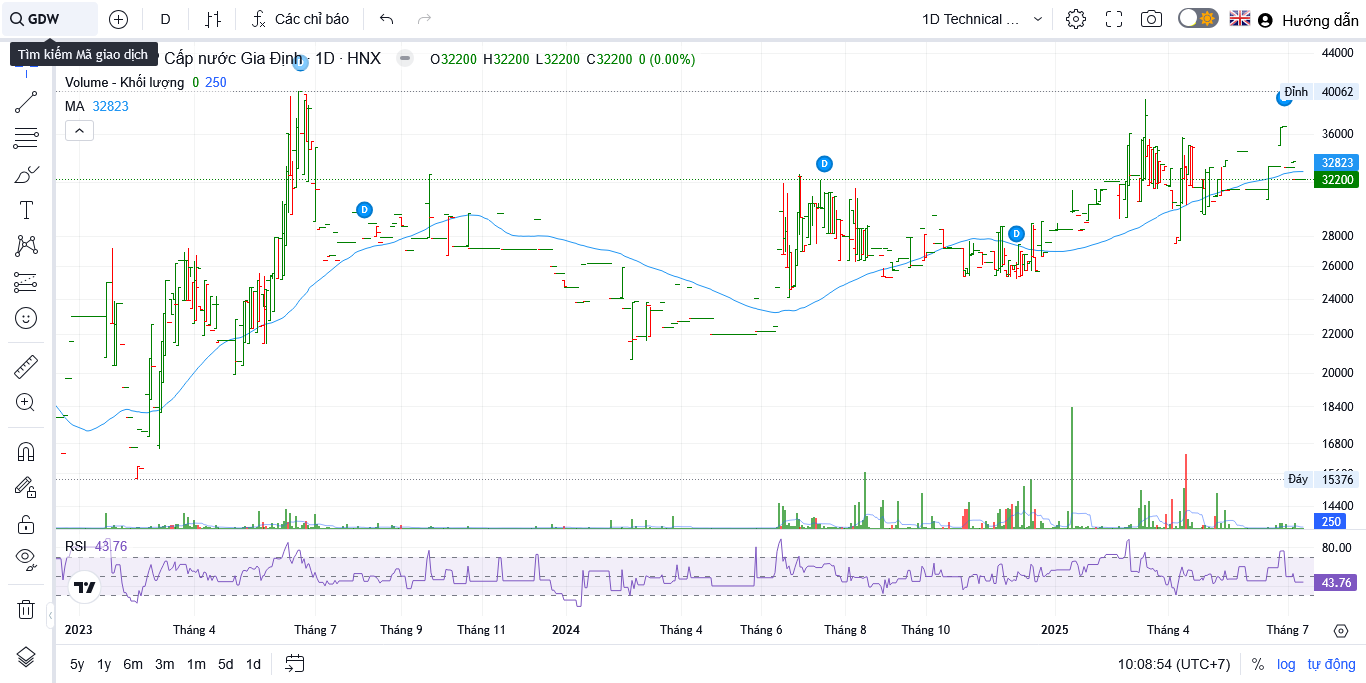 GDW
D
Các chỉ báo
1D Technical ...
Hướng dẫn
Tìm kiếm Mã giao dịch
Cấp nước Gia Định · 1D · HNX
O32200 H32200 L32200 C32200 0 (0.00%)
Volume - Khối lượng 0 250
MA 32823
44000
Đỉnh 40062
36000
32823
32200
28000
26000
24000
22000
20000
18400
16800
Đáy 15376
14400
250
D
D
D
RSI 43.76
80.00
43.76
2023 Tháng 4 Tháng 7 Tháng 9 Tháng 11 2024 Tháng 4 Tháng 6 Tháng 8 Tháng 10 2025 Tháng 4 Tháng 7
5y 1y 6m 3m 1m 5d 1d
10:08:54 (UTC+7) % log tự động